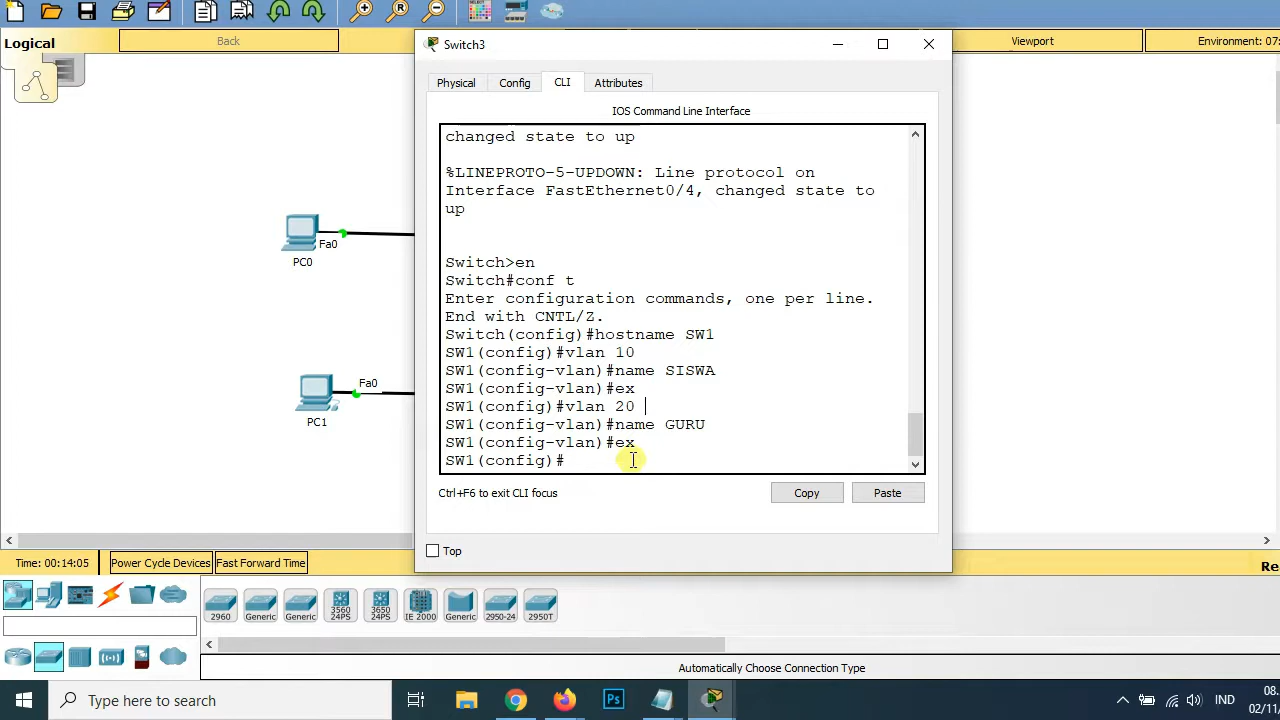 Switch3
Logical
Back
Viewport
Environment: 07:
Physical
Config
CLI
Attributes
IOS Command Line Interface
changed state to up
%LINEPROTO-5-UPDOWN: Line protocol on
Interface FastEthernet0/4, changed state to
up
Switch>en
Switch#conf t
Enter configuration commands, one per line.
End with CNTL/Z.
Switch(config)#hostname SW1
SW1(config)#vlan 10
SW1(config-vlan)#name SISWA
SW1(config-vlan)#ex
SW1(config)#vlan 20
SW1(config-vlan)#name GURU
SW1(config-vlan)#ex
SW1(config)#
Fa0
PC0
Fa0
PC1
Ctrl+F6 to exit CLI focus
Copy
Paste
Top
Time: 00:14:05
Power Cycle Devices
Fast Forward Time
Re
2960
Generic
Generic
3560
24PS
3650
24PS
IE 2000
Generic
2950-24
2950T
Automatically Choose Connection Type
Type here to search
Ps
IND
08.
02/11/